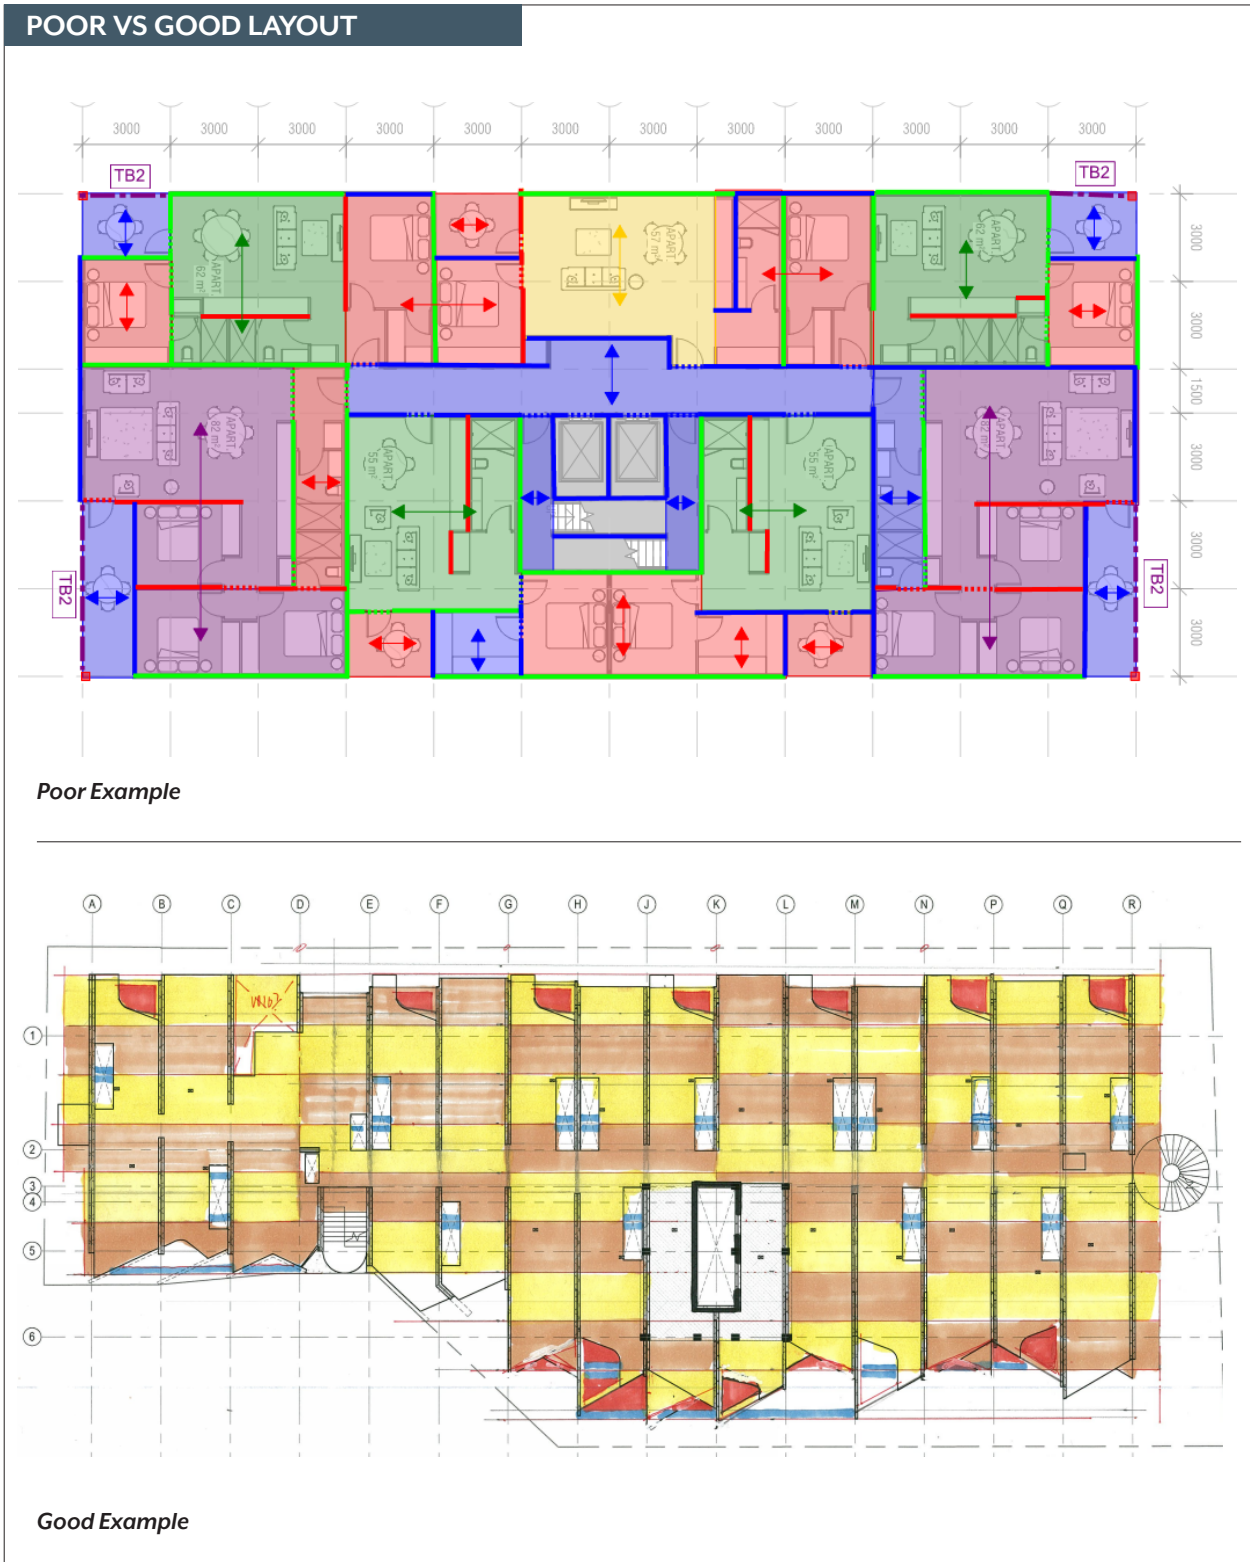 POOR VS GOOD LAYOUT
3000 3000 3000 3000 3000 3000 3000 3000 3000 3000 3000 3000
TB2
TB2
3000
3000
1500
3000
3000
3000
APART.
62 m²
APART.
57 m²
APART.
62 m²
APART.
82 m²
APART.
55 m²
APART.
55 m²
APART.
82 m²
TB2
TB2
Poor Example
A B C D E F G H J K L M N P Q R
1
2
3
4
5
6
Good Example